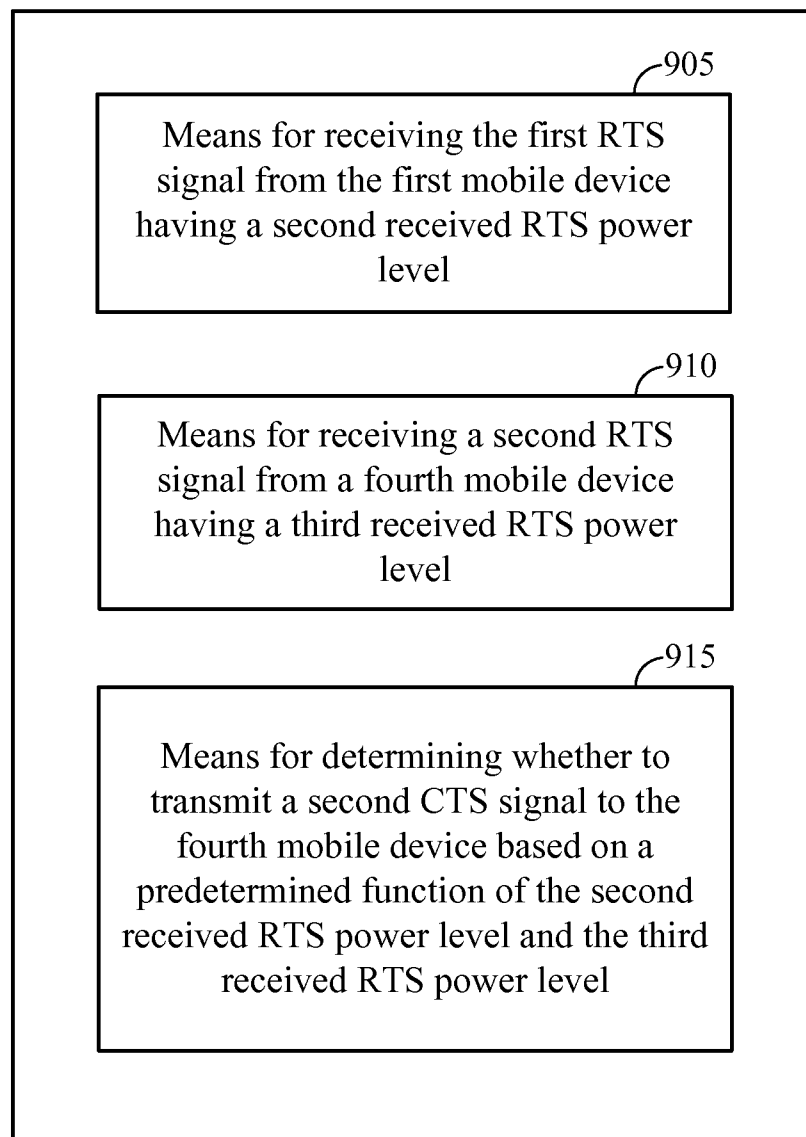 905
Means for receiving the first RTS
signal from the first mobile device
having a second received RTS power
level
910
Means for receiving a second RTS
signal from a fourth mobile device
having a third received RTS power
level
915
Means for determining whether to
transmit a second CTS signal to the
fourth mobile device based on a
predetermined function of the second
received RTS power level and the third
received RTS power level